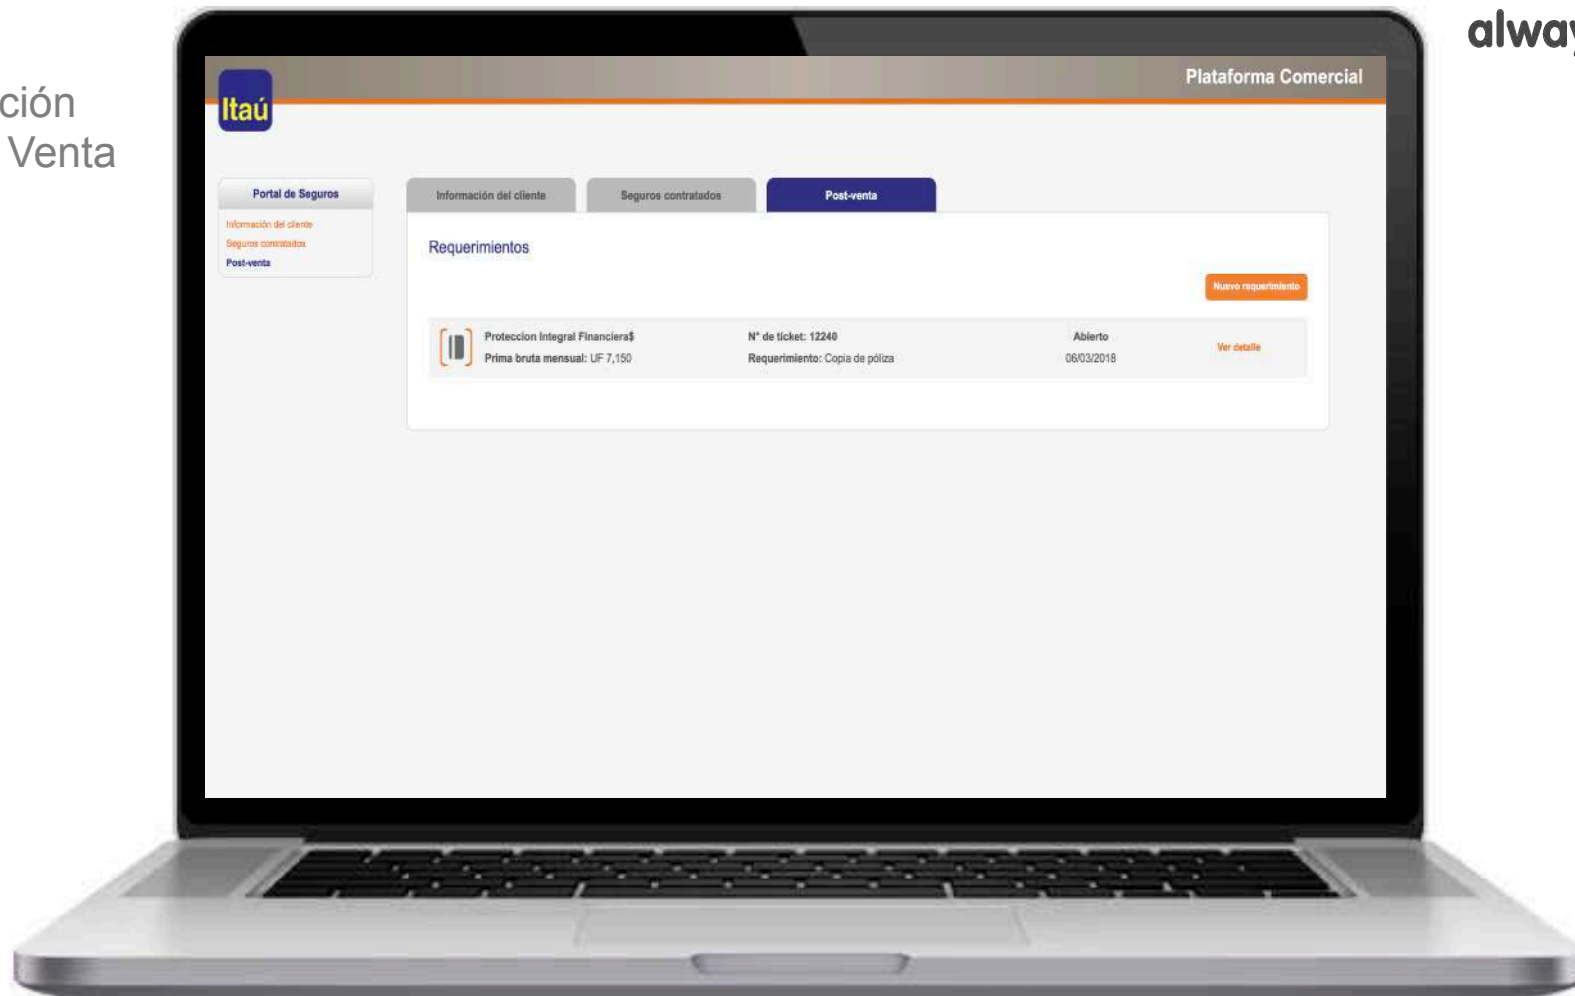 alway
ción
Venta
Itaú
Plataforma Comercial
Portal de Seguros
Información del cliente
Seguros contratados
Post-venta
Información del cliente
Seguros contratados
Post-venta
Requerimientos
Nuevo requerimiento
Proteccion Integral Financiera$
Prima bruta mensual: UF 7,150
N° de ticket: 12240
Requerimiento: Copia de póliza
Abierto
06/03/2018
Ver detalle